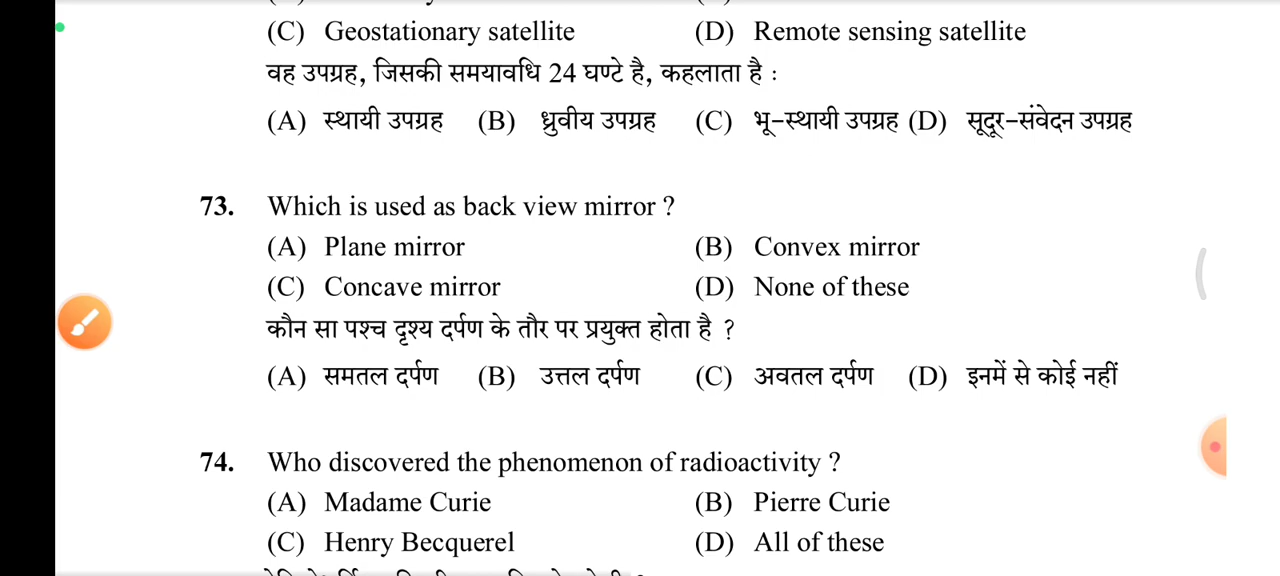 (C) Geostationary satellite (D) Remote sensing satellite
वह उपग्रह, जिसकी समयावधि 24 घण्टे है, कहलाता है :
(A) स्थायी उपग्रह (B) ध्रुवीय उपग्रह (C) भू-स्थायी उपग्रह (D) सूदूर-संवेदन उपग्रह
73. Which is used as back view mirror ?
(A) Plane mirror (B) Convex mirror
(C) Concave mirror (D) None of these
कौन सा पश्च दृश्य दर्पण के तौर पर प्रयुक्त होता है ?
(A) समतल दर्पण (B) उत्तल दर्पण (C) अवतल दर्पण (D) इनमें से कोई नहीं
74. Who discovered the phenomenon of radioactivity ?
(A) Madame Curie (B) Pierre Curie
(C) Henry Becquerel (D) All of these